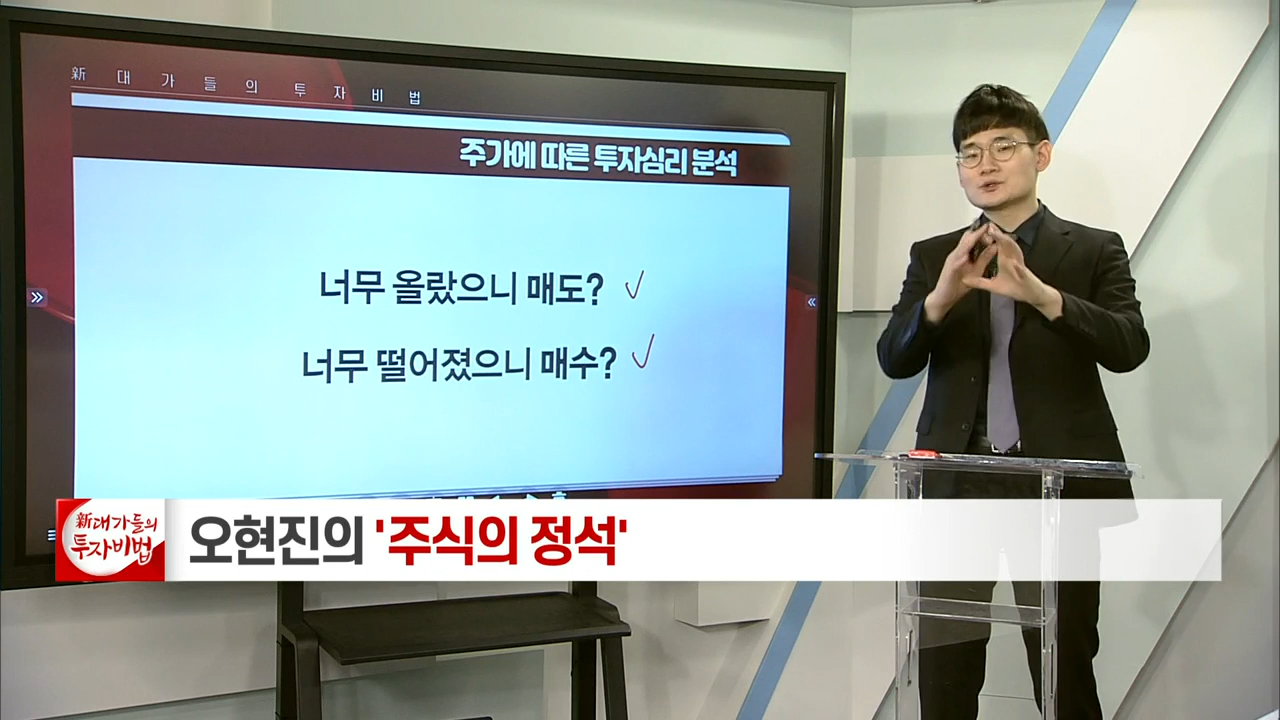 新 대 가 들 의 투 자 비 법
주가에 따른 투자심리 분석
너무 올랐으니 매도?
너무 떨어졌으니 매수?
新대가들의
투자비법
오현진의 '주식의 정석'